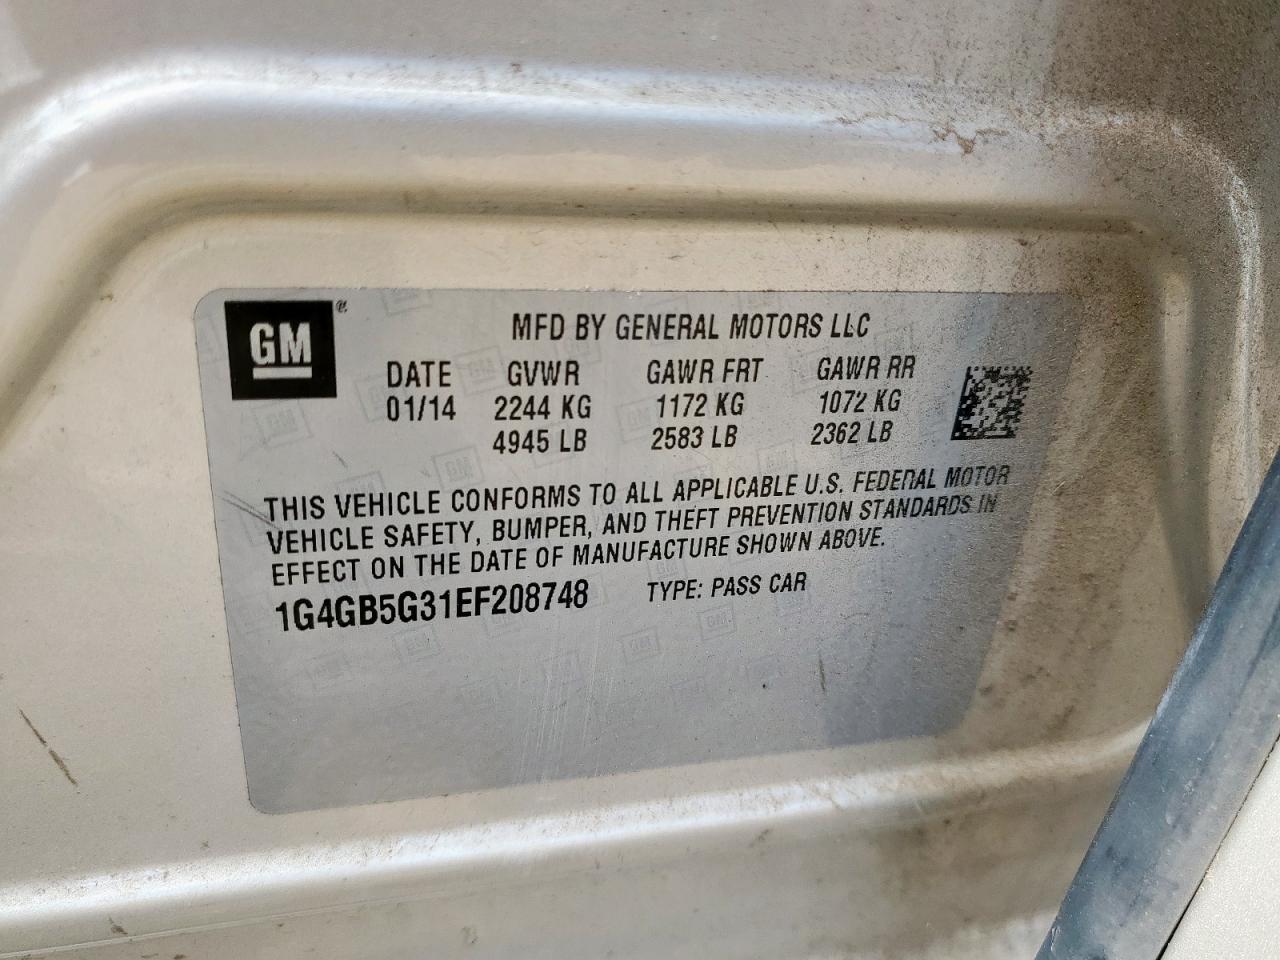 GM ®
MFD BY GENERAL MOTORS LLC
DATE GVWR GAWR FRT GAWR RR
01/14 2244 KG 1172 KG 1072 KG
4945 LB 2583 LB 2362 LB
THIS VEHICLE CONFORMS TO ALL APPLICABLE U.S. FEDERAL MOTOR
VEHICLE SAFETY, BUMPER, AND THEFT PREVENTION STANDARDS IN
EFFECT ON THE DATE OF MANUFACTURE SHOWN ABOVE.
1G4GB5G31EF208748 TYPE: PASS CAR